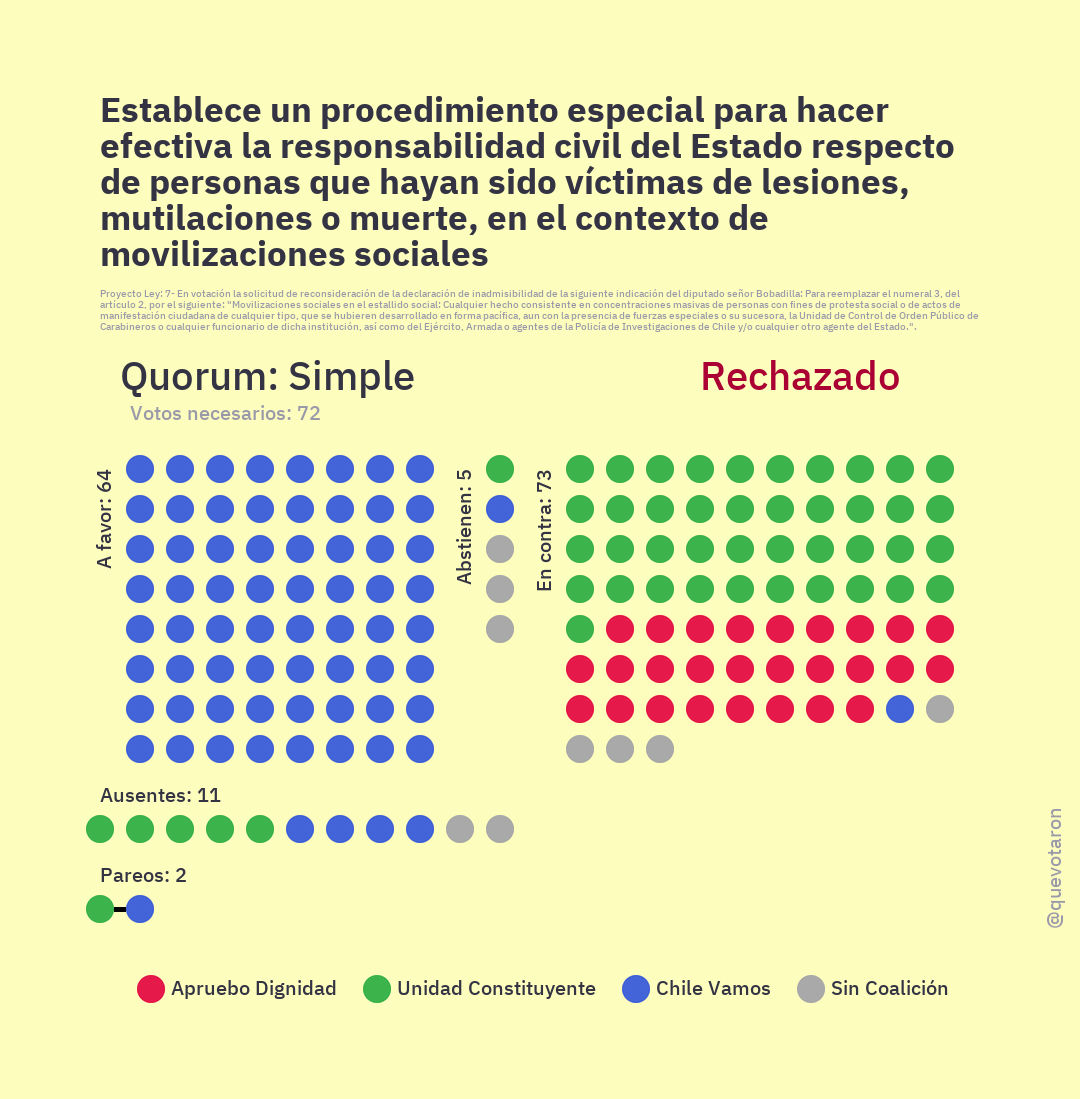 Establece un procedimiento especial para hacer
efectiva la responsabilidad civil del Estado respecto
de personas que hayan sido víctimas de lesiones,
mutilaciones o muerte, en el contexto de
movilizaciones sociales
Proyecto Ley: 7- En votación la solicitud de reconsideración de la declaración de inadmisibilidad de la siguiente indicación del diputado señor Bobadilla: Para reemplazar el numeral 3, del
artículo 2, por el siguiente: "Movilizaciones sociales en el estallido social: Cualquier hecho consistente en concentraciones masivas de personas con fines de protesta social o de actos de
manifestación ciudadana de cualquier tipo, que se hubieren desarrollado en forma pacífica, aun con la presencia de fuerzas especiales o su sucesora, la Unidad de Control de Orden Público de
Carabineros o cualquier funcionario de dicha institución, así como del Ejército, Armada o agentes de la Policía de Investigaciones de Chile y/o cualquier otro agente del Estado.".
Quorum: Simple
Rechazado
Votos necesarios: 72
A favor: 64
Abstienen: 5
En contra: 73
Ausentes: 11
Pareos: 2
@quevotaron
Apruebo Dignidad
Unidad Constituyente
Chile Vamos
Sin Coalición